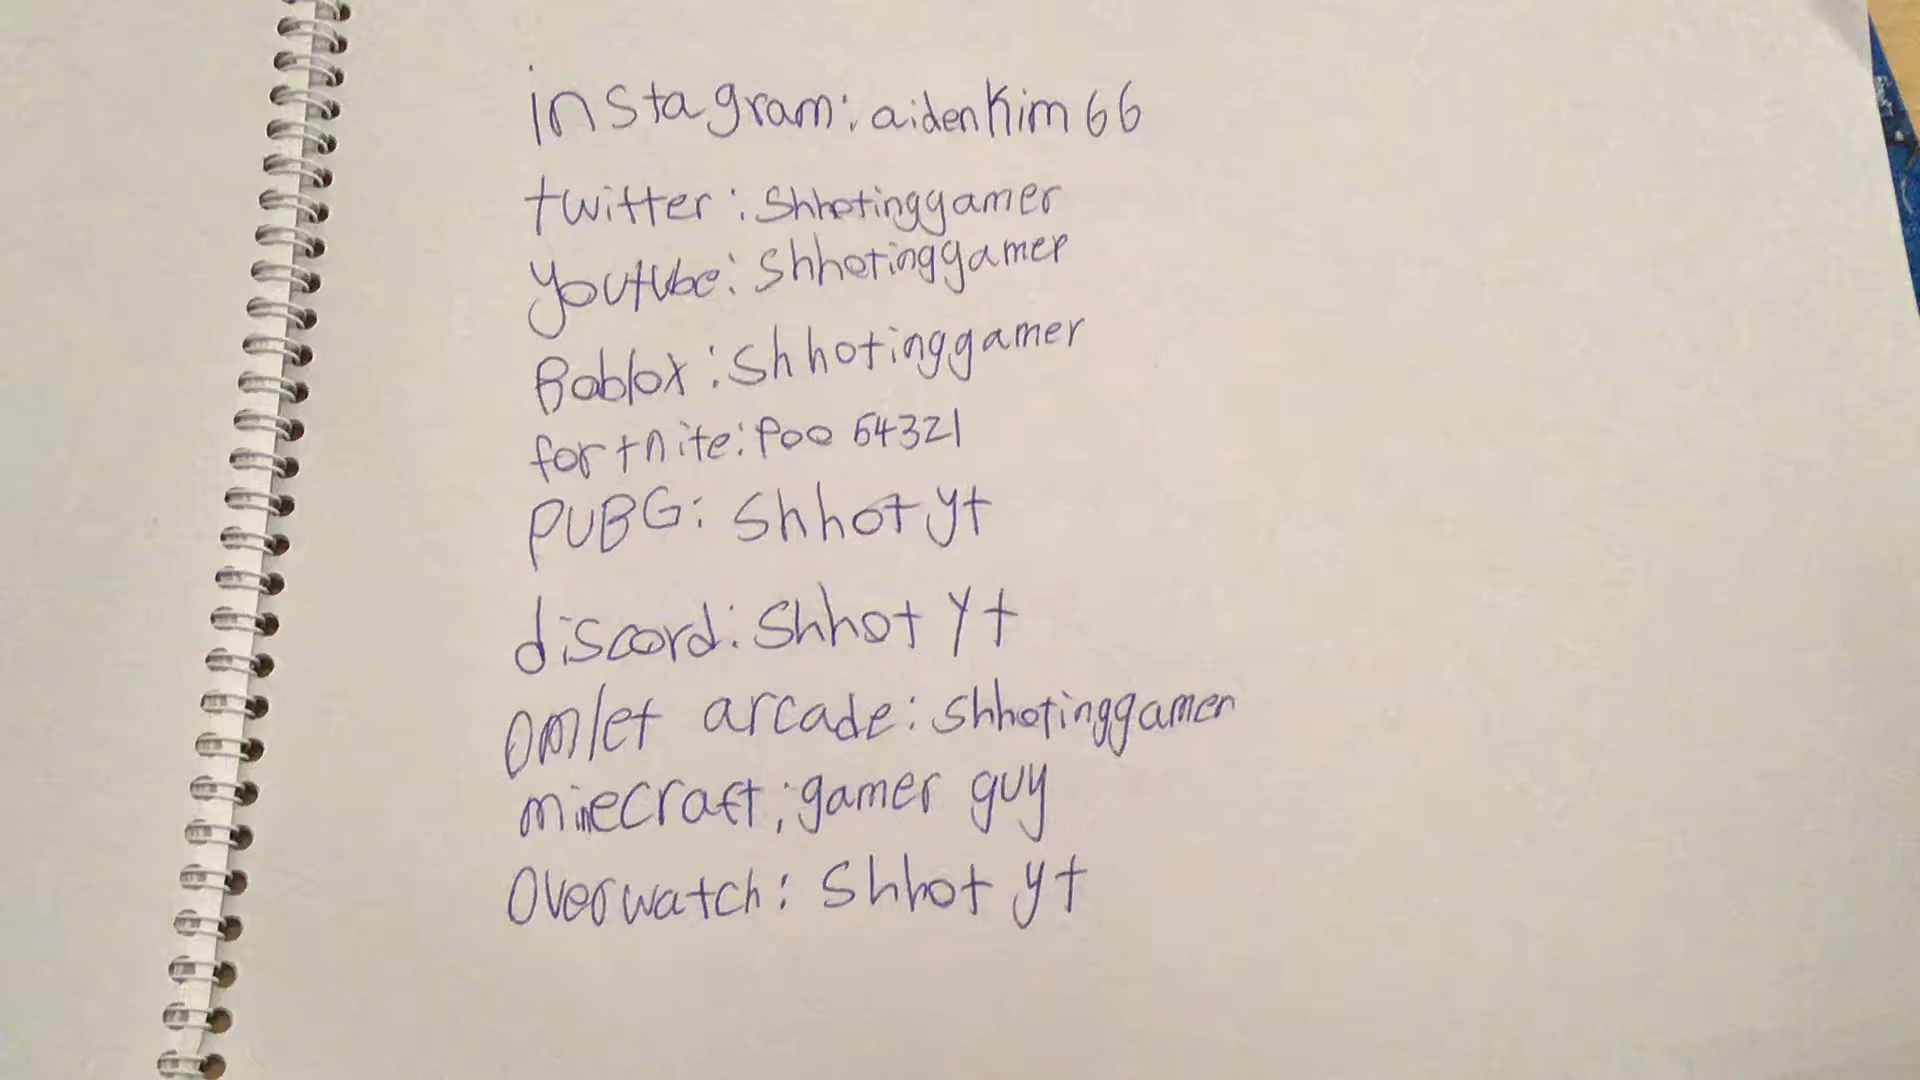 instagram: aidenkim66
twitter: Shhotinggamer
youtube: Shhotinggamer
Roblox: Shhotinggamer
fortnite: Poo 54321
PUBG: Shhot yt
discord: Shhot Yt
omlet arcade: shhotinggamer
minecraft; gamer guy
Overwatch: Shhot yt